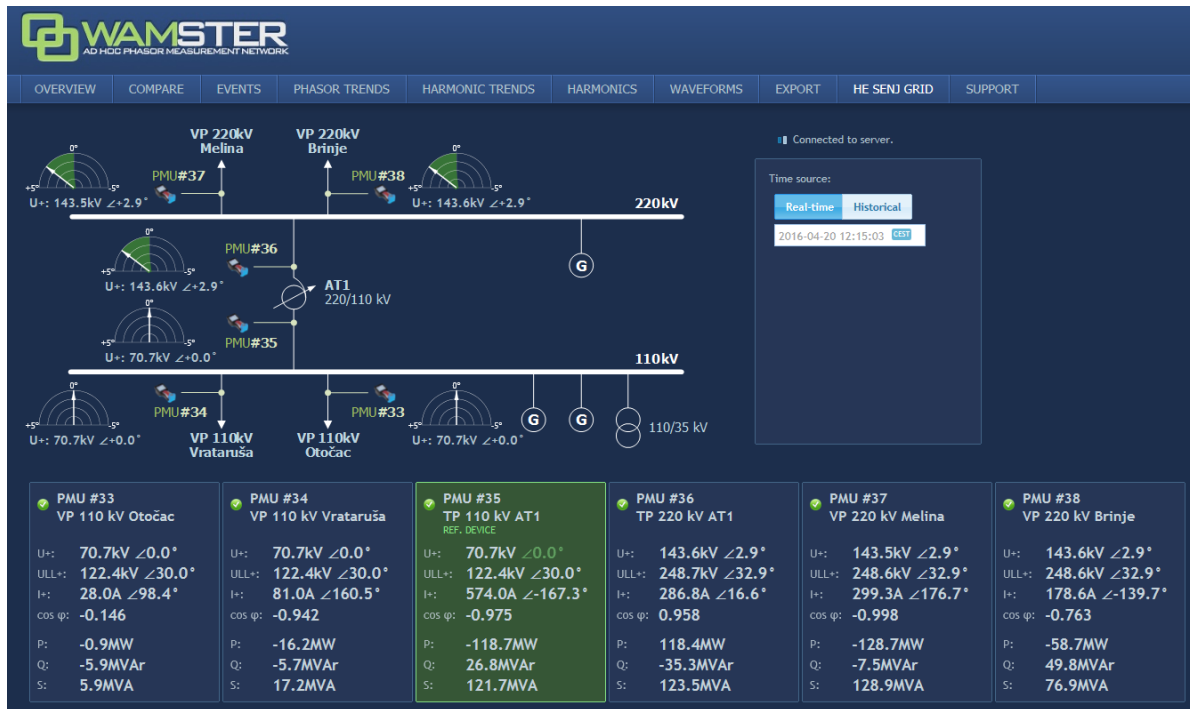 WAMSTER
AD HOC PHASOR MEASUREMENT NETWORK
OVERVIEW COMPARE EVENTS PHASOR TRENDS HARMONIC TRENDS HARMONICS WAVEFORMS EXPORT HE SENJ GRID SUPPORT
VP 220kV
Melina
VP 220kV
Brinje
Connected to server.
0°
+5° -5°
U+: 143.5kV ∠+2.9°
PMU#37
PMU#38
0°
+5° -5°
U+: 143.6kV ∠+2.9°
220kV
Time source:
Real-time Historical
2016-04-20 12:15:03 CEST
0°
+5° -5°
U+: 143.6kV ∠+2.9°
PMU#36
G
AT1
220/110 kV
0°
+5° -5°
U+: 70.7kV ∠+0.0°
PMU#35
110kV
0°
+5° -5°
U+: 70.7kV ∠+0.0°
PMU#34
VP 110kV
Vrataruša
PMU#33
VP 110kV
Otočac
0°
+5° -5°
U+: 70.7kV ∠+0.0°
G
G
110/35 kV
PMU #33
VP 110 kV Otočac
U+: 70.7kV ∠0.0°
ULL+: 122.4kV ∠30.0°
I+: 28.0A ∠98.4°
cos φ: -0.146
P: -0.9MW
Q: -5.9MVAr
S: 5.9MVA
PMU #34
VP 110 kV Vrataruša
U+: 70.7kV ∠0.0°
ULL+: 122.4kV ∠30.0°
I+: 81.0A ∠160.5°
cos φ: -0.942
P: -16.2MW
Q: -5.7MVAr
S: 17.2MVA
PMU #35
TP 110 kV AT1
REF. DEVICE
U+: 70.7kV ∠0.0°
ULL+: 122.4kV ∠30.0°
I+: 574.0A ∠-167.3°
cos φ: -0.975
P: -118.7MW
Q: 26.8MVAr
S: 121.7MVA
PMU #36
TP 220 kV AT1
U+: 143.6kV ∠2.9°
ULL+: 248.7kV ∠32.9°
I+: 286.8A ∠16.6°
cos φ: 0.958
P: 118.4MW
Q: -35.3MVAr
S: 123.5MVA
PMU #37
VP 220 kV Melina
U+: 143.5kV ∠2.9°
ULL+: 248.6kV ∠32.9°
I+: 299.3A ∠176.7°
cos φ: -0.998
P: -128.7MW
Q: -7.5MVAr
S: 128.9MVA
PMU #38
VP 220 kV Brinje
U+: 143.6kV ∠2.9°
ULL+: 248.6kV ∠32.9°
I+: 178.6A ∠-139.7°
cos φ: -0.763
P: -58.7MW
Q: 49.8MVAr
S: 76.9MVA